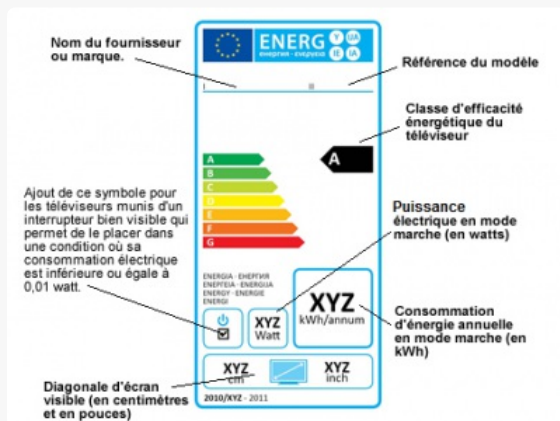 Nom du fournisseur
ou marque.
ENERG
енергия · ενεργεια
Y
UA
IE
IA
I
II
Référence du modèle
Classe d'efficacité
énergétique du
téléviseur
A
A
B
C
D
E
F
G
Ajout de ce symbole pour
les téléviseurs munis d'un
interrupteur bien visible qui
permet de le placer dans
une condition où sa
consommation électrique
est inférieure ou égale à
0,01 watt.
Puissance
électrique en mode
marche (en watts)
ENERGIA · ЕНЕРГИЯ
ΕΝΕΡΓΕΙΑ · ENERGIJA
ENERGY · ENERGIE
ENERGI
XYZ
Watt
XYZ
kWh/annum
Consommation
d'énergie annuelle
en mode marche (en
kWh)
XYZ
cm
XYZ
inch
Diagonale d'écran
visible (en centimètres
et en pouces)
2010/XYZ - 2011